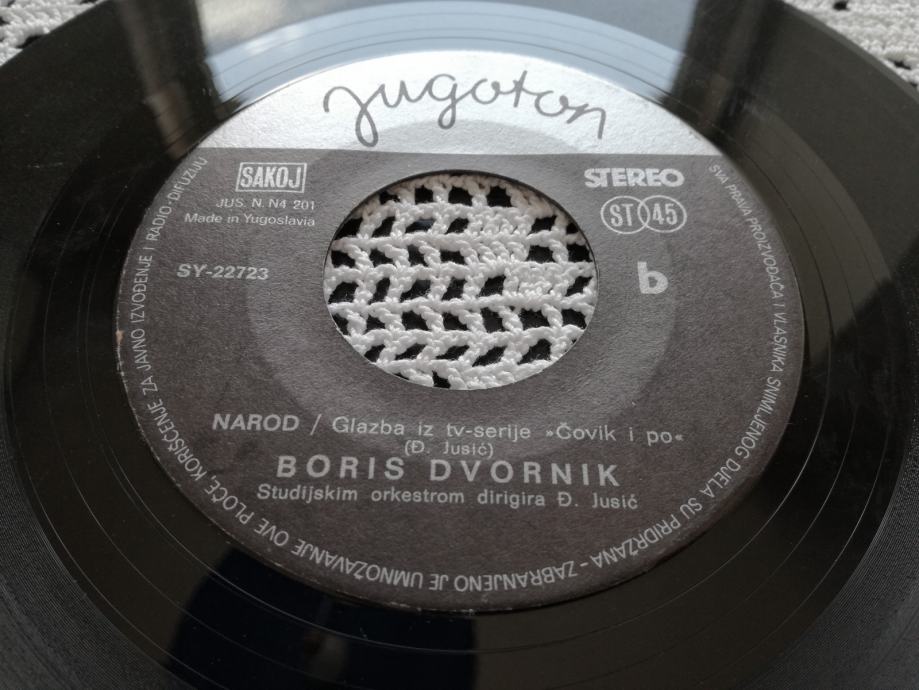 jugoton
SAKOJ
JUS. N. N4 201
Made in Yugoslavia
STEREO
ST 45
SY-22723
b
NAROD / Glazba iz tv-serije »Čovik i po«
(Đ. Jusić)
BORIS DVORNIK
Studijskim orkestrom dirigira Đ. Jusić
SVA PRAVA PROIZVOĐAČA I VLASNIKA SNIMLJENOG DJELA SU PRIDRŽANA - ZABRANJENO JE UMNOŽAVANJE OVE PLOČE, KORIŠĆENJE ZA JAVNO IZVOĐENJE I RADIO-DIFUZIJU